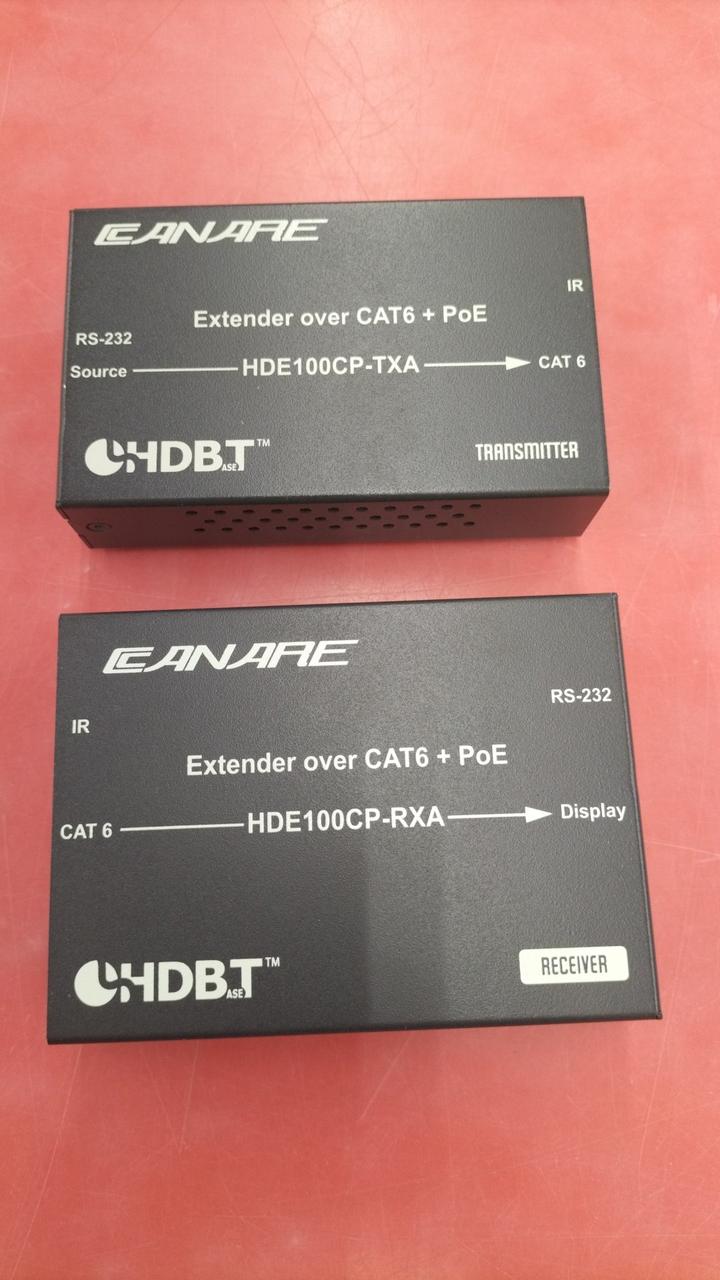 CANARE
IR
Extender over CAT6 + PoE
RS-232
Source HDE100CP-TXA CAT 6
HDBaseT™
TRANSMITTER
CANARE
RS-232
IR
Extender over CAT6 + PoE
CAT 6 HDE100CP-RXA Display
HDBaseT™
RECEIVER